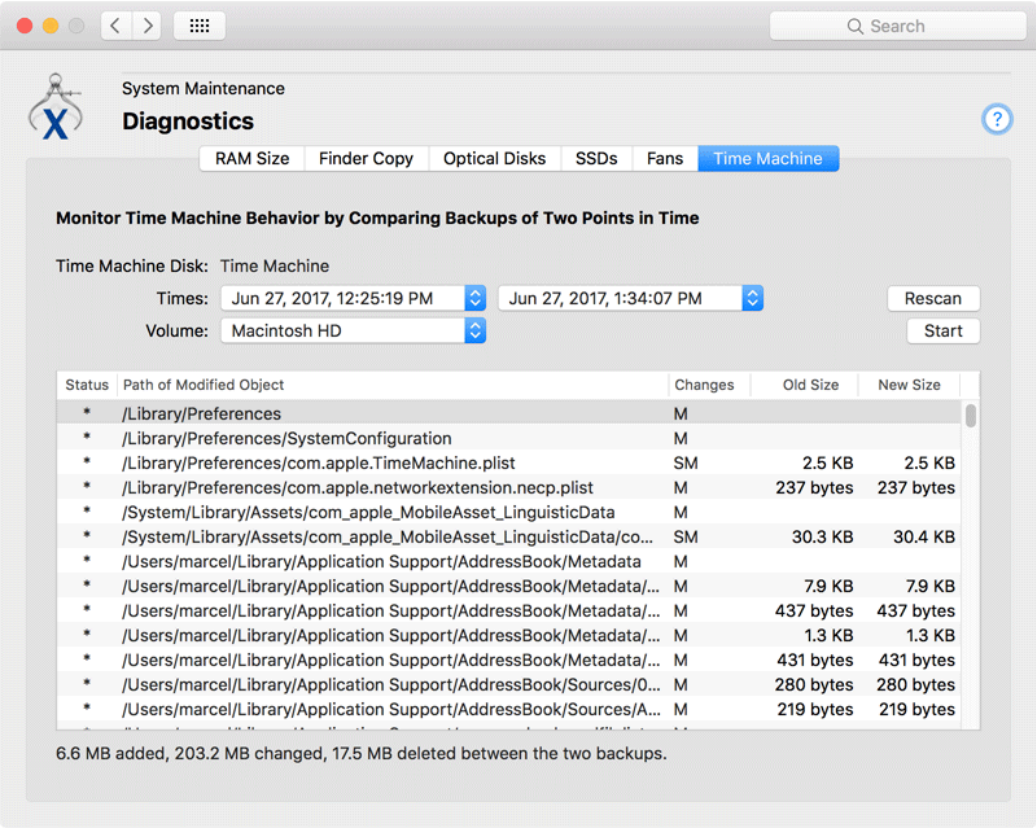 Search
System Maintenance
Diagnostics
?
RAM Size Finder Copy Optical Disks SSDs Fans Time Machine
Monitor Time Machine Behavior by Comparing Backups of Two Points in Time
Time Machine Disk: Time Machine
Times: Jun 27, 2017, 12:25:19 PM Jun 27, 2017, 1:34:07 PM Rescan
Volume: Macintosh HD Start
Status Path of Modified Object Changes Old Size New Size
* /Library/Preferences M
* /Library/Preferences/SystemConfiguration M
* /Library/Preferences/com.apple.TimeMachine.plist SM 2.5 KB 2.5 KB
* /Library/Preferences/com.apple.networkextension.necp.plist M 237 bytes 237 bytes
* /System/Library/Assets/com_apple_MobileAsset_LinguisticData M
* /System/Library/Assets/com_apple_MobileAsset_LinguisticData/co... SM 30.3 KB 30.4 KB
* /Users/marcel/Library/Application Support/AddressBook/Metadata M
* /Users/marcel/Library/Application Support/AddressBook/Metadata/... M 7.9 KB 7.9 KB
* /Users/marcel/Library/Application Support/AddressBook/Metadata/... M 437 bytes 437 bytes
* /Users/marcel/Library/Application Support/AddressBook/Metadata/... M 1.3 KB 1.3 KB
* /Users/marcel/Library/Application Support/AddressBook/Metadata/... M 431 bytes 431 bytes
* /Users/marcel/Library/Application Support/AddressBook/Sources/0... M 280 bytes 280 bytes
* /Users/marcel/Library/Application Support/AddressBook/Sources/A... M 219 bytes 219 bytes
6.6 MB added, 203.2 MB changed, 17.5 MB deleted between the two backups.